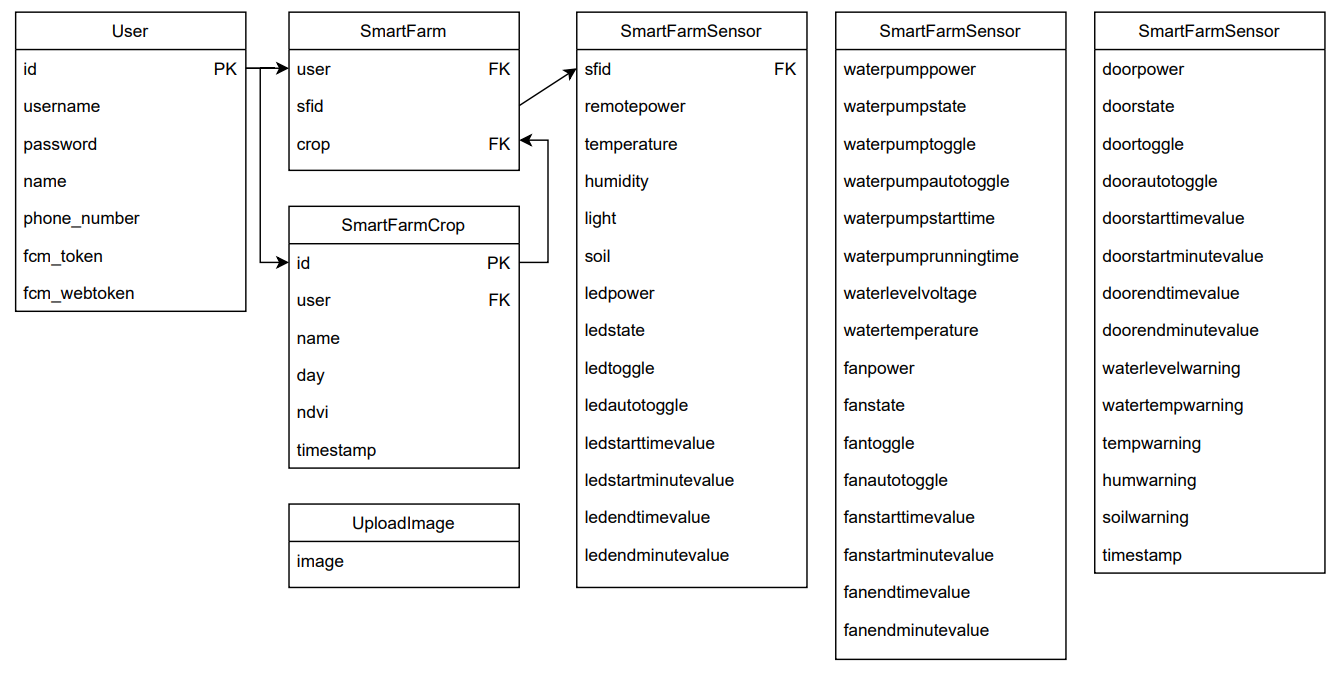 User
id PK
username
password
name
phone_number
fcm_token
fcm_webtoken
SmartFarm
user FK
sfid
crop FK
SmartFarmCrop
id PK
user FK
name
day
ndvi
timestamp
UploadImage
image
SmartFarmSensor
sfid FK
remotepower
temperature
humidity
light
soil
ledpower
ledstate
ledtoggle
ledautotoggle
ledstarttimevalue
ledstartminutevalue
ledendtimevalue
ledendminutevalue
SmartFarmSensor
waterpumppower
waterpumpstate
waterpumptoggle
waterpumpautotoggle
waterpumpstarttime
waterpumprunningtime
waterlevelvoltage
watertemperature
fanpower
fanstate
fantoggle
fanautotoggle
fanstarttimevalue
fanstartminutevalue
fanendtimevalue
fanendminutevalue
SmartFarmSensor
doorpower
doorstate
doortoggle
doorautotoggle
doorstarttimevalue
doorstartminutevalue
doorendtimevalue
doorendminutevalue
waterlevelwarning
watertempwarning
tempwarning
humwarning
soilwarning
timestamp